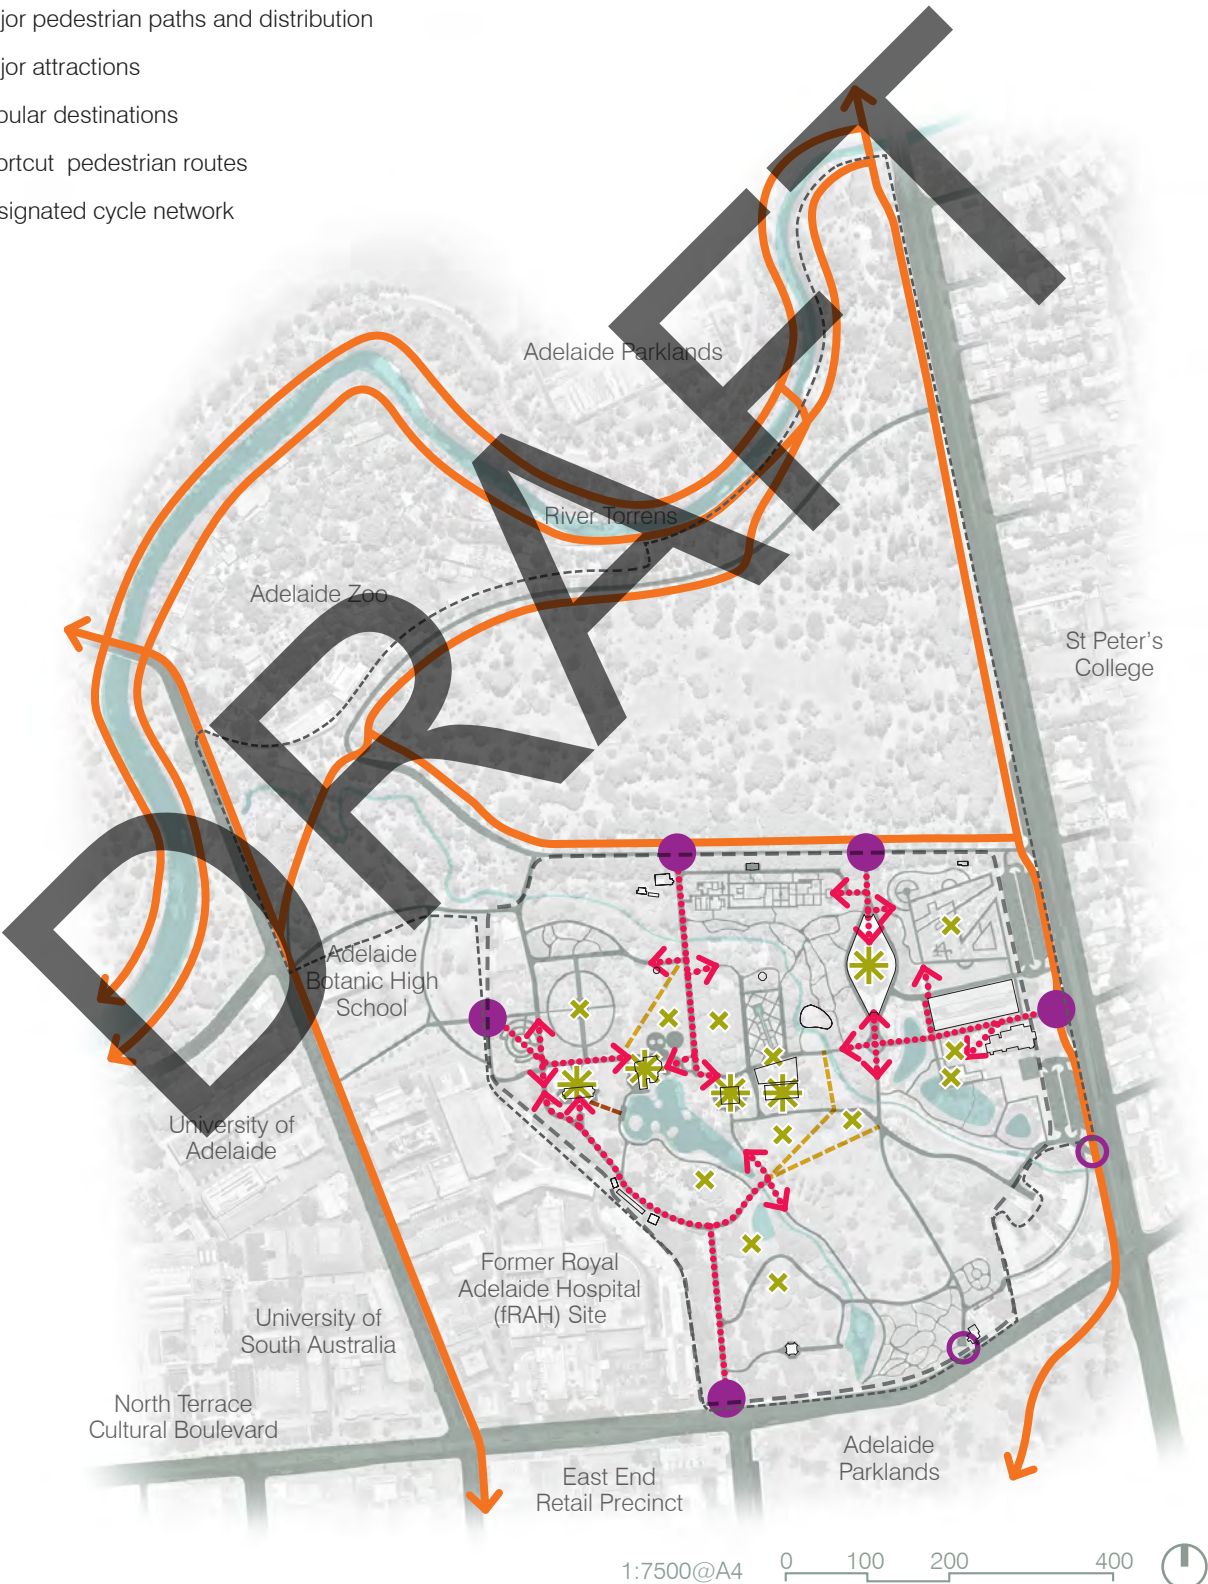 jor pedestrian paths and distribution
jor attractions
pular destinations
ortcut  pedestrian routes
signated cycle network
DRAFT
Adelaide Parklands
River Torrens
Adelaide Zoo
St Peter's
College
Adelaide
Botanic High
School
University of
Adelaide
Former Royal
Adelaide Hospital
(fRAH) Site
University of
South Australia
North Terrace
Cultural Boulevard
Adelaide
Parklands
East End
Retail Precinct
1:7500@A4
0 100 200 400